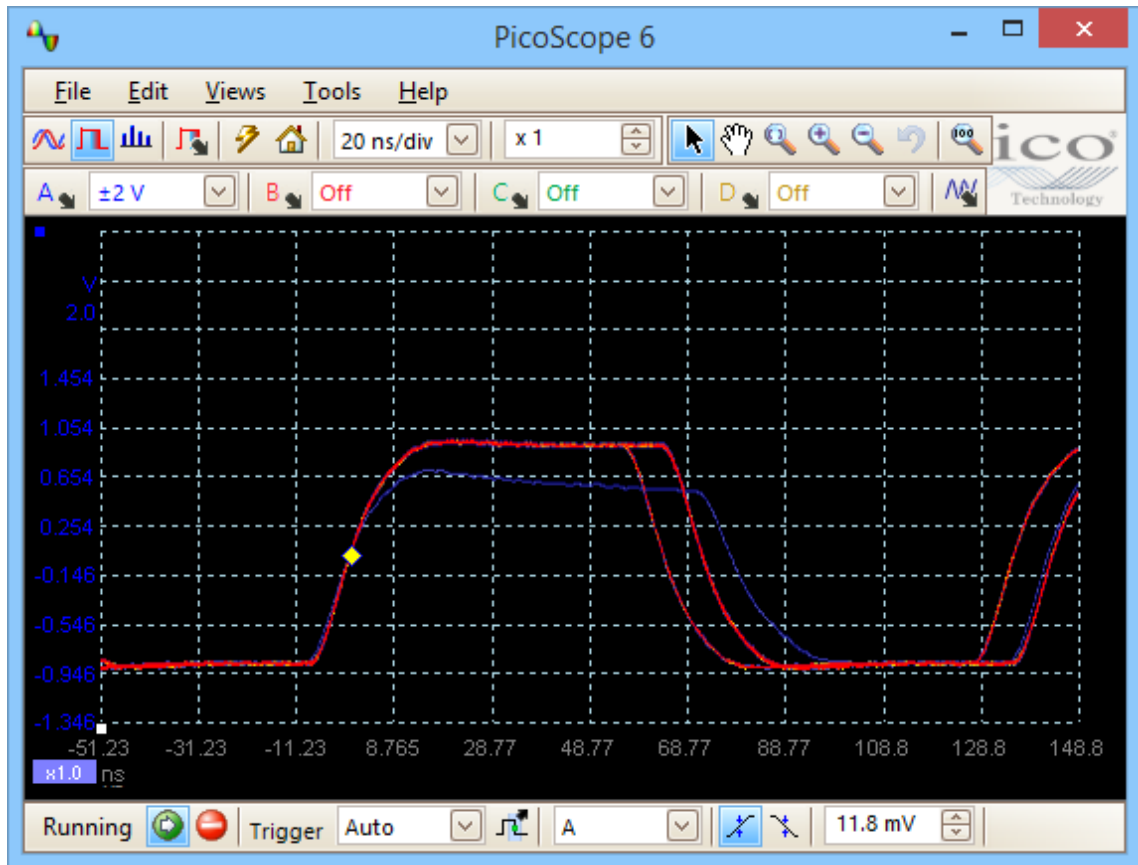 PicoScope 6
File Edit Views Tools Help
20 ns/div x 1 100 ico
A ±2 V B Off C Off D Off Technology
V
2.0
1.454
1.054
0.654
0.254
-0.146
-0.546
-0.946
-1.346
-51.23 -31.23 -11.23 8.765 28.77 48.77 68.77 88.77 108.8 128.8 148.8
x1.0 ns
Running Trigger Auto A 11.8 mV